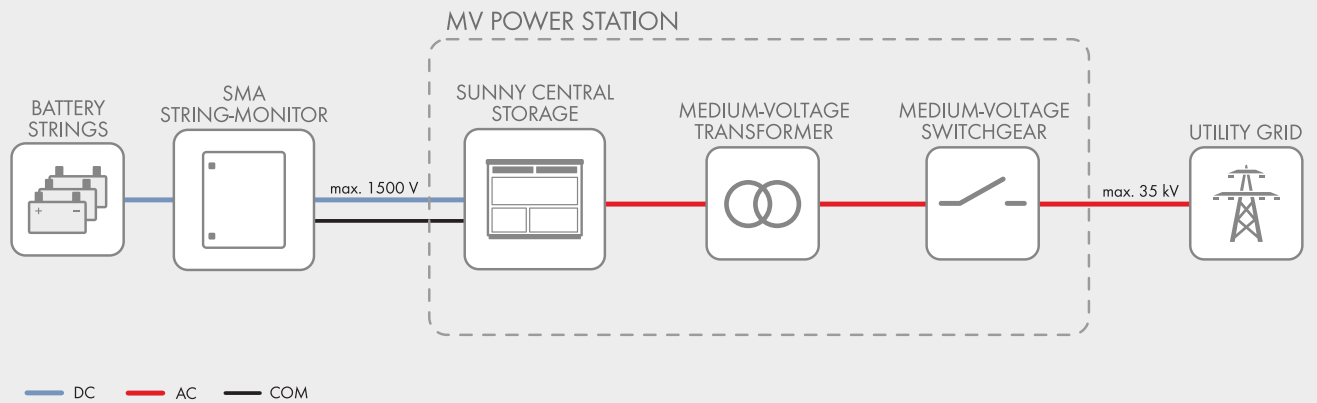 MV POWER STATION
BATTERY
STRINGS
SMA
STRING-MONITOR
SUNNY CENTRAL
STORAGE
MEDIUM-VOLTAGE
TRANSFORMER
MEDIUM-VOLTAGE
SWITCHGEAR
UTILITY GRID
+ –
max. 1500 V
max. 35 kV
DC AC COM